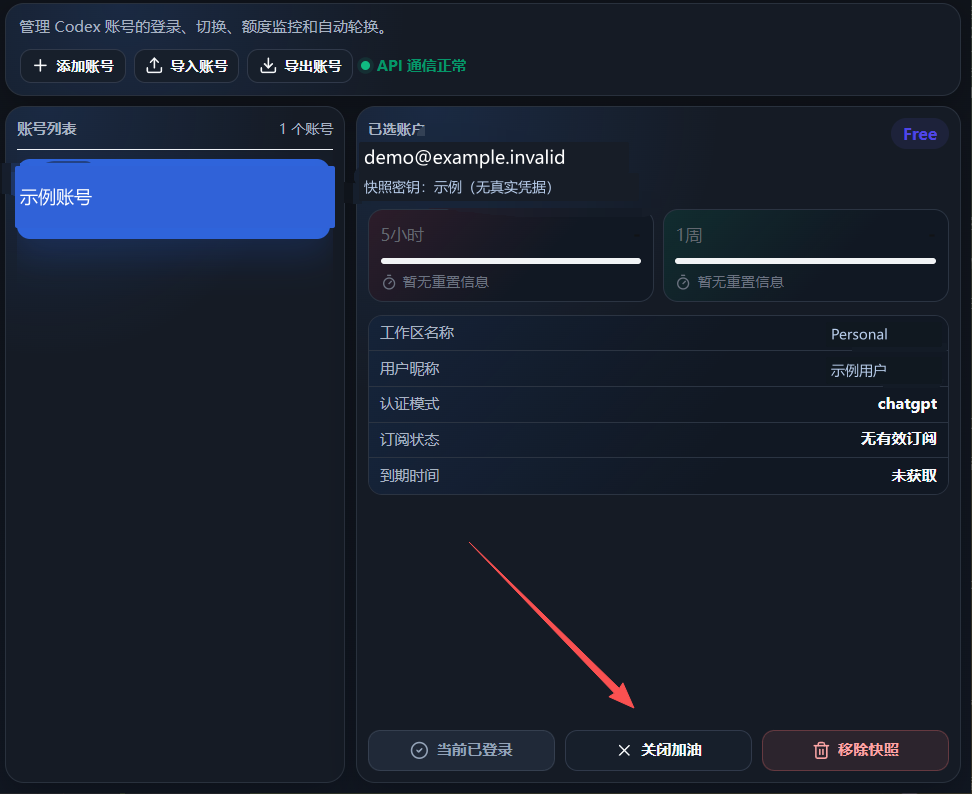 管理 Codex 账号的登录、切换、额度监控和自动轮换。
添加账号 导入账号 导出账号 API 通信正常
账号列表 1 个账号
示例账号
已选账户 Free
demo@example.invalid
快照密钥：示例（无真实凭据）
5小时 1周
暂无重置信息 暂无重置信息
工作区名称 Personal
用户昵称 示例用户
认证模式 chatgpt
订阅状态 无有效订阅
到期时间 未获取
当前已登录 关闭加油 移除快照